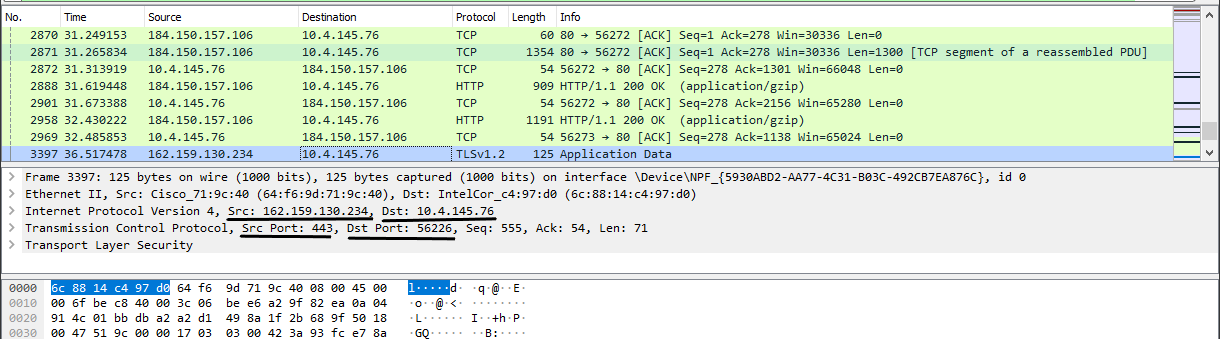 No. Time Source Destination Protocol Length Info
2870 31.249153 184.150.157.106 10.4.145.76 TCP 60 80 → 56272 [ACK] Seq=1 Ack=278 Win=30336 Len=0
2871 31.265834 184.150.157.106 10.4.145.76 TCP 1354 80 → 56272 [ACK] Seq=1 Ack=278 Win=30336 Len=1300 [TCP segment of a reassembled PDU]
2872 31.313919 10.4.145.76 184.150.157.106 TCP 54 56272 → 80 [ACK] Seq=278 Ack=1301 Win=66048 Len=0
2888 31.619448 184.150.157.106 10.4.145.76 HTTP 909 HTTP/1.1 200 OK (application/gzip)
2901 31.673388 10.4.145.76 184.150.157.106 TCP 54 56272 → 80 [ACK] Seq=278 Ack=2156 Win=65280 Len=0
2958 32.430222 184.150.157.106 10.4.145.76 HTTP 1191 HTTP/1.1 200 OK (application/gzip)
2969 32.485853 10.4.145.76 184.150.157.106 TCP 54 56273 → 80 [ACK] Seq=278 Ack=1138 Win=65024 Len=0
3397 36.517478 162.159.130.234 10.4.145.76 TLSv1.2 125 Application Data
Frame 3397: 125 bytes on wire (1000 bits), 125 bytes captured (1000 bits) on interface \Device\NPF_{5930ABD2-AA77-4C31-B03C-492CB7EA876C}, id 0
Ethernet II, Src: Cisco_71:9c:40 (64:f6:9d:71:9c:40), Dst: IntelCor_c4:97:d0 (6c:88:14:c4:97:d0)
Internet Protocol Version 4, Src: 162.159.130.234, Dst: 10.4.145.76
Transmission Control Protocol, Src Port: 443, Dst Port: 56226, Seq: 555, Ack: 54, Len: 71
Transport Layer Security
0000 6c 88 14 c4 97 d0 64 f6 9d 71 9c 40 08 00 45 00 l·····d· ·q·@··E·
0010 00 6f be c8 40 00 3c 06 be e6 a2 9f 82 ea 0a 04 ·o··@·<· ········
0020 91 4c 01 bb db a2 a2 d1 49 8a 1f 2b 68 9f 50 18 ·L······ I··+h·P·
0030 00 47 51 9c 00 00 17 03 03 00 42 3a 93 fc e7 8a ·GQ····· ··B:····